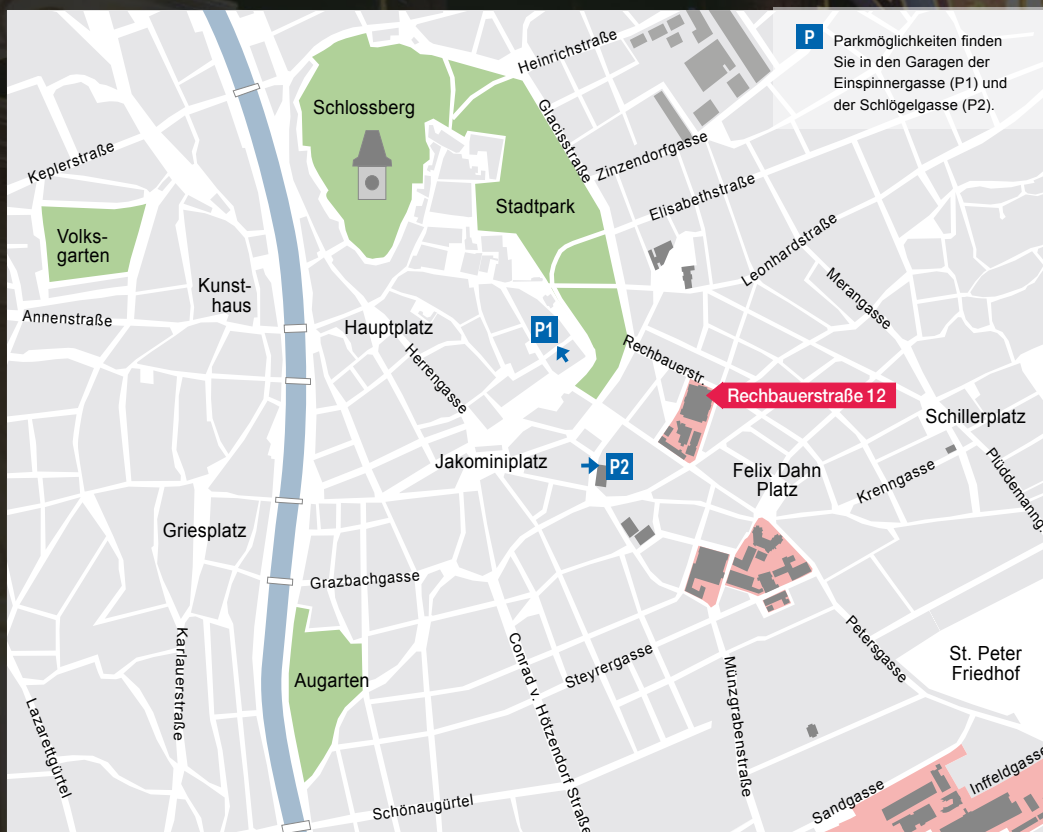 P
Parkmöglichkeiten finden
Sie in den Garagen der
Einspinnergasse (P1) und
der Schlögelgasse (P2).
Heinrichstraße
Schlossberg
Glacisstraße
Keplerstraße
Zinzendorfgasse
Elisabethstraße
Stadtpark
Volks-
garten
Leonhardstraße
Kunst-
haus
Merangasse
Annenstraße
Hauptplatz
P1
Herrengasse
Rechbauerstr.
Rechbauerstraße 12
Schillerplatz
Jakominiplatz
P2
Felix Dahn
Platz
Krenngasse
Plüddemanng.
Griesplatz
Grazbachgasse
Karlauerstraße
Petersgasse
St. Peter
Friedhof
Augarten
Steyrergasse
Conrad v. Hötzendorf Straße
Münzgrabenstraße
Lazarettgürtel
Schönaugürtel
Sandgasse
Inffeldgasse